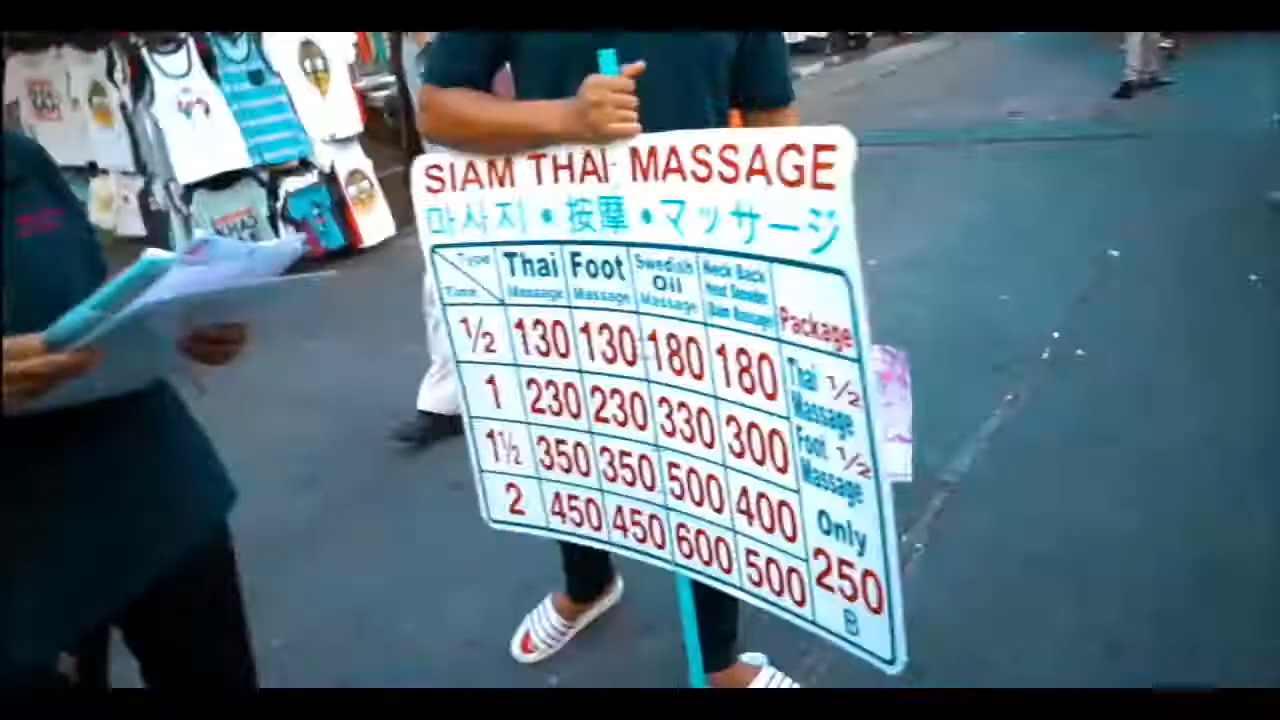 SIAM THAI MASSAGE
마사지 • 按摩 • マッサージ
Type
Time
Thai Massage
Foot Massage
Swedish Oil Massage
Neck Back
Package
½ 130 130 180 180
1 230 230 330 300
1½ 350 350 500 400
2 450 450 600 500
Thai ½
Massage
Foot ½
Massage
Only
250
B